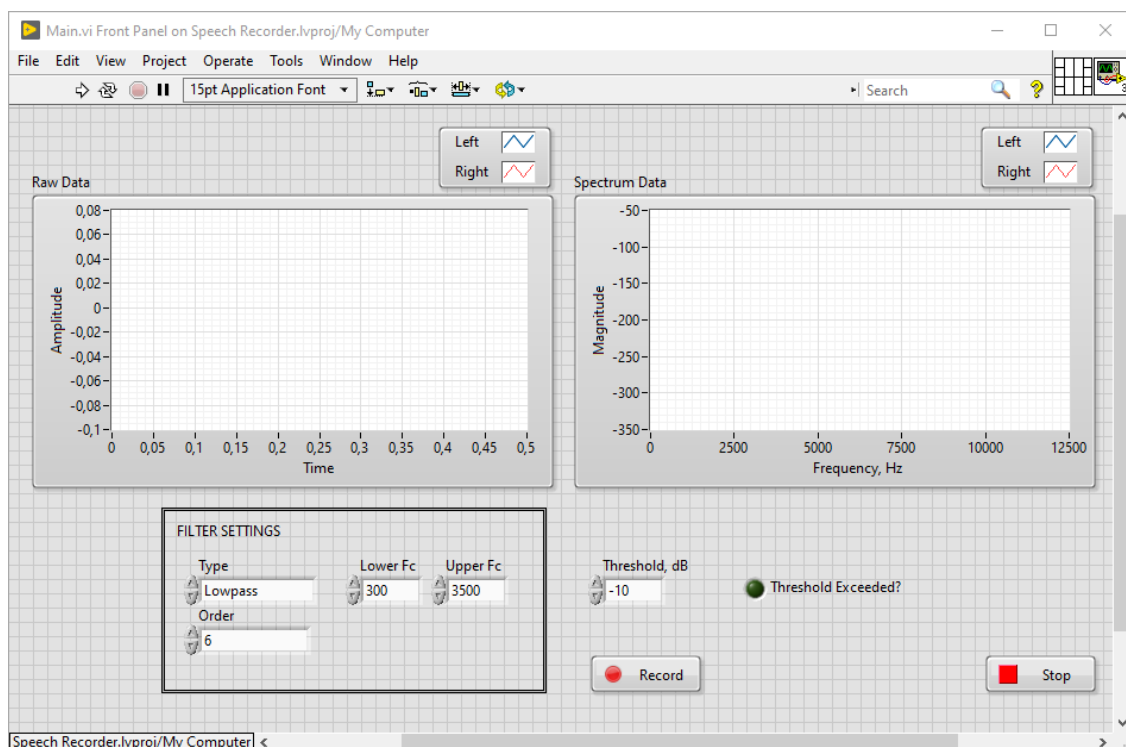 Main.vi Front Panel on Speech Recorder.lvproj/My Computer
File Edit View Project Operate Tools Window Help
15pt Application Font Search ? 3
Left
Right
Raw Data
0,08
0,06
0,04
0,02
0
-0,02
-0,04
-0,06
-0,08
-0,1
Amplitude
0 0,05 0,1 0,15 0,2 0,25 0,3 0,35 0,4 0,45 0,5
Time
Left
Right
Spectrum Data
-50
-100
-150
-200
-250
-300
-350
Magnitude
0 2500 5000 7500 10000 12500
Frequency, Hz
FILTER SETTINGS
Type Lower Fc Upper Fc
Lowpass 300 3500
Order
6
Threshold, dB
-10 Threshold Exceeded?
Record Stop
Speech Recorder.lvproj/My Computer